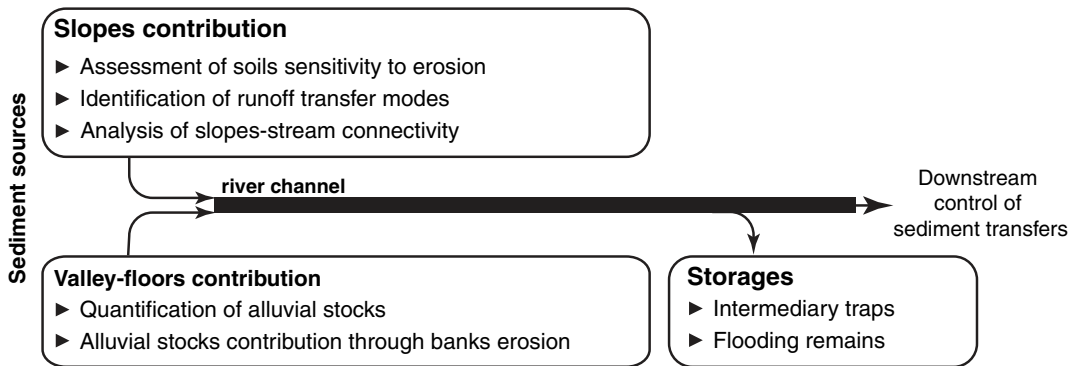 Sediment sources
Slopes contribution
► Assessment of soils sensitivity to erosion
► Identification of runoff transfer modes
► Analysis of slopes-stream connectivity
river channel
Downstream
control of
sediment transfers
Valley-floors contribution
► Quantification of alluvial stocks
► Alluvial stocks contribution through banks erosion
Storages
► Intermediary traps
► Flooding remains